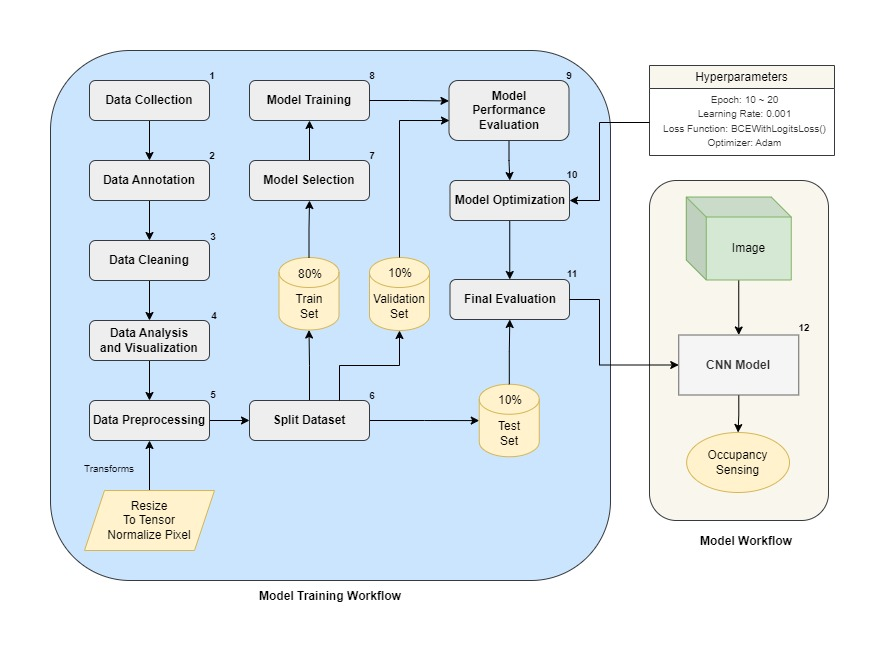 1
Data Collection
2
Data Annotation
3
Data Cleaning
4
Data Analysis
and Visualization
5
Data Preprocessing
Transforms
Resize
To Tensor
Normalize Pixel
6
Split Dataset
80%
Train
Set
10%
Validation
Set
10%
Test
Set
7
Model Selection
8
Model Training
9
Model
Performance
Evaluation
10
Model Optimization
11
Final Evaluation
Model Training Workflow
Hyperparameters
Epoch: 10 ~ 20
Learning Rate: 0.001
Loss Function: BCEWithLogitsLoss()
Optimizer: Adam
Image
12
CNN Model
Occupancy
Sensing
Model Workflow